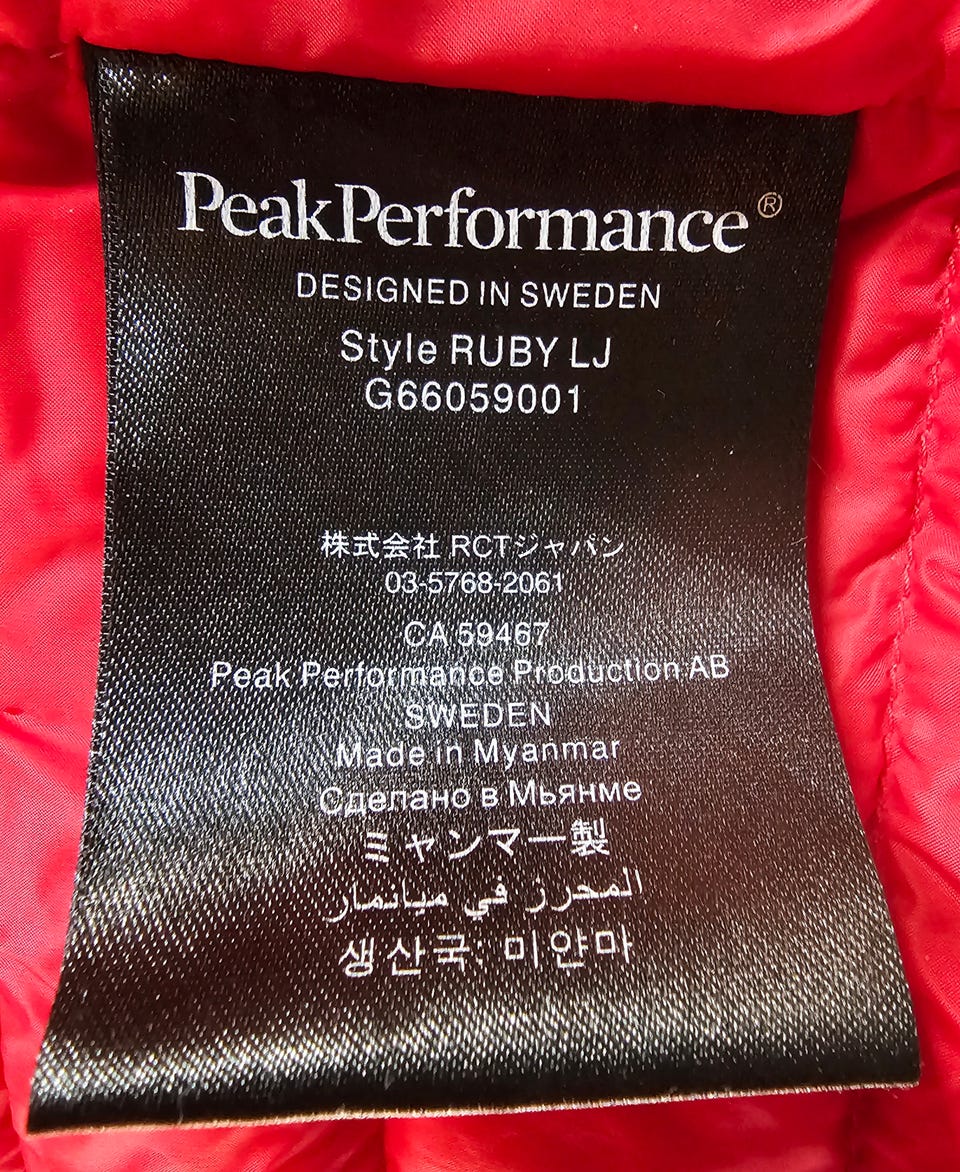 PeakPerformance®
DESIGNED IN SWEDEN
Style RUBY LJ
G66059001
株式会社 RCTジャパン
03-5768-2061
CA 59467
Peak Performance Production AB
SWEDEN
Made in Myanmar
Сделано в Мьянме
ミャンマー製
المحرز في ميانمار
생산국: 미얀마